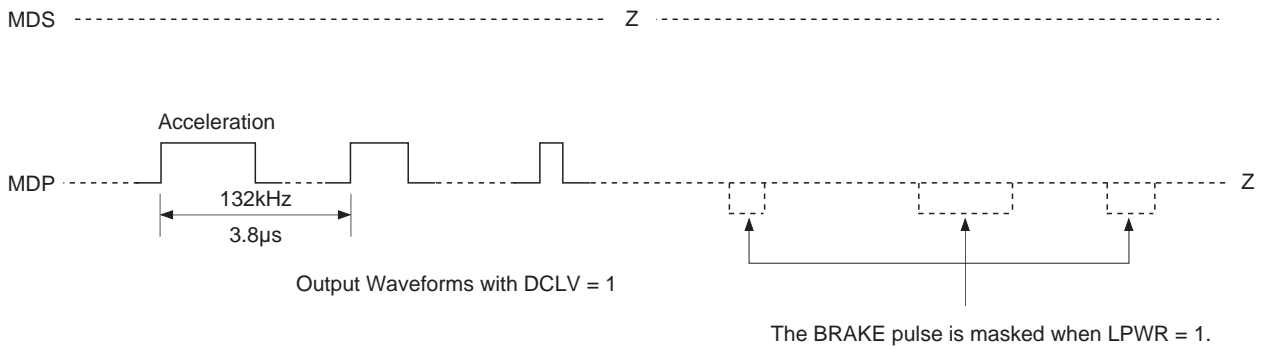 MDS
Z
Acceleration
MDP
Z
132kHz
3.8μs
Output Waveforms with DCLV = 1
The BRAKE pulse is masked when LPWR = 1.